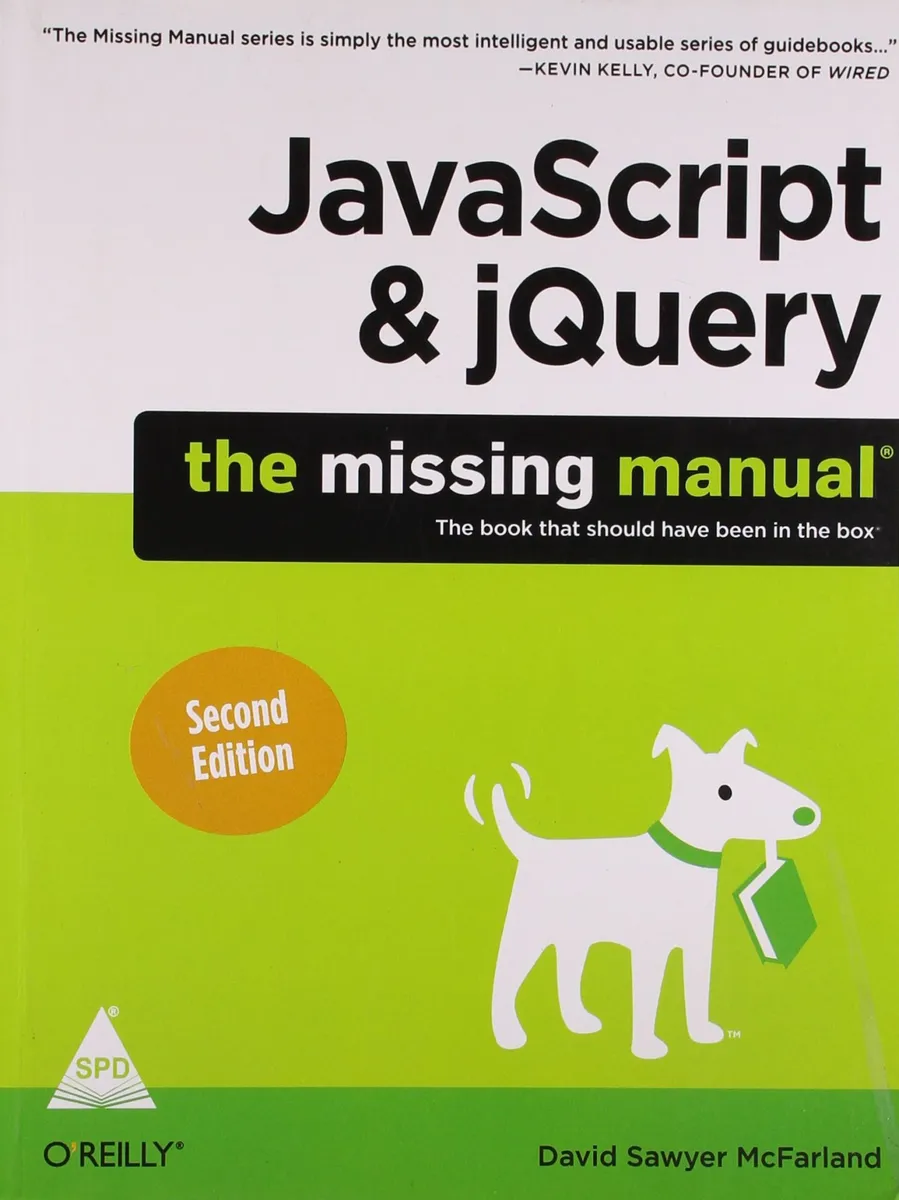 “The Missing Manual series is simply the most intelligent and usable series of guidebooks...”
—KEVIN KELLY, CO-FOUNDER OF WIRED
JavaScript
& jQuery
the missing manual®
The book that should have been in the box®
Second
Edition
™
®
SPD
O'REILLY®
David Sawyer McFarland